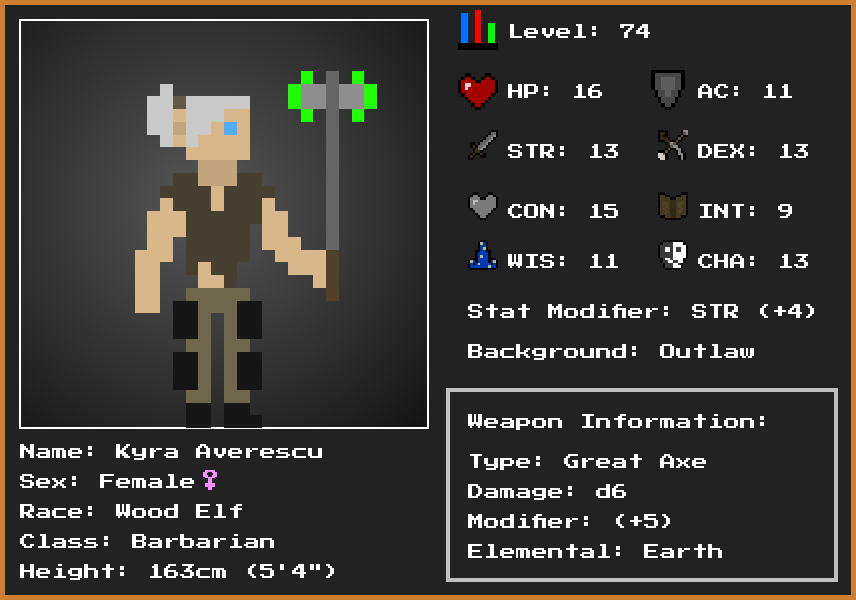 Level: 74
HP: 16 AC: 11
STR: 13 DEX: 13
CON: 15 INT: 9
WIS: 11 CHA: 13
Stat Modifier: STR (+4)
Background: Outlaw
Weapon Information:
Type: Great Axe
Damage: d6
Modifier: (+5)
Elemental: Earth
Name: Kyra Averescu
Sex: Female♀
Race: Wood Elf
Class: Barbarian
Height: 163cm (5'4")